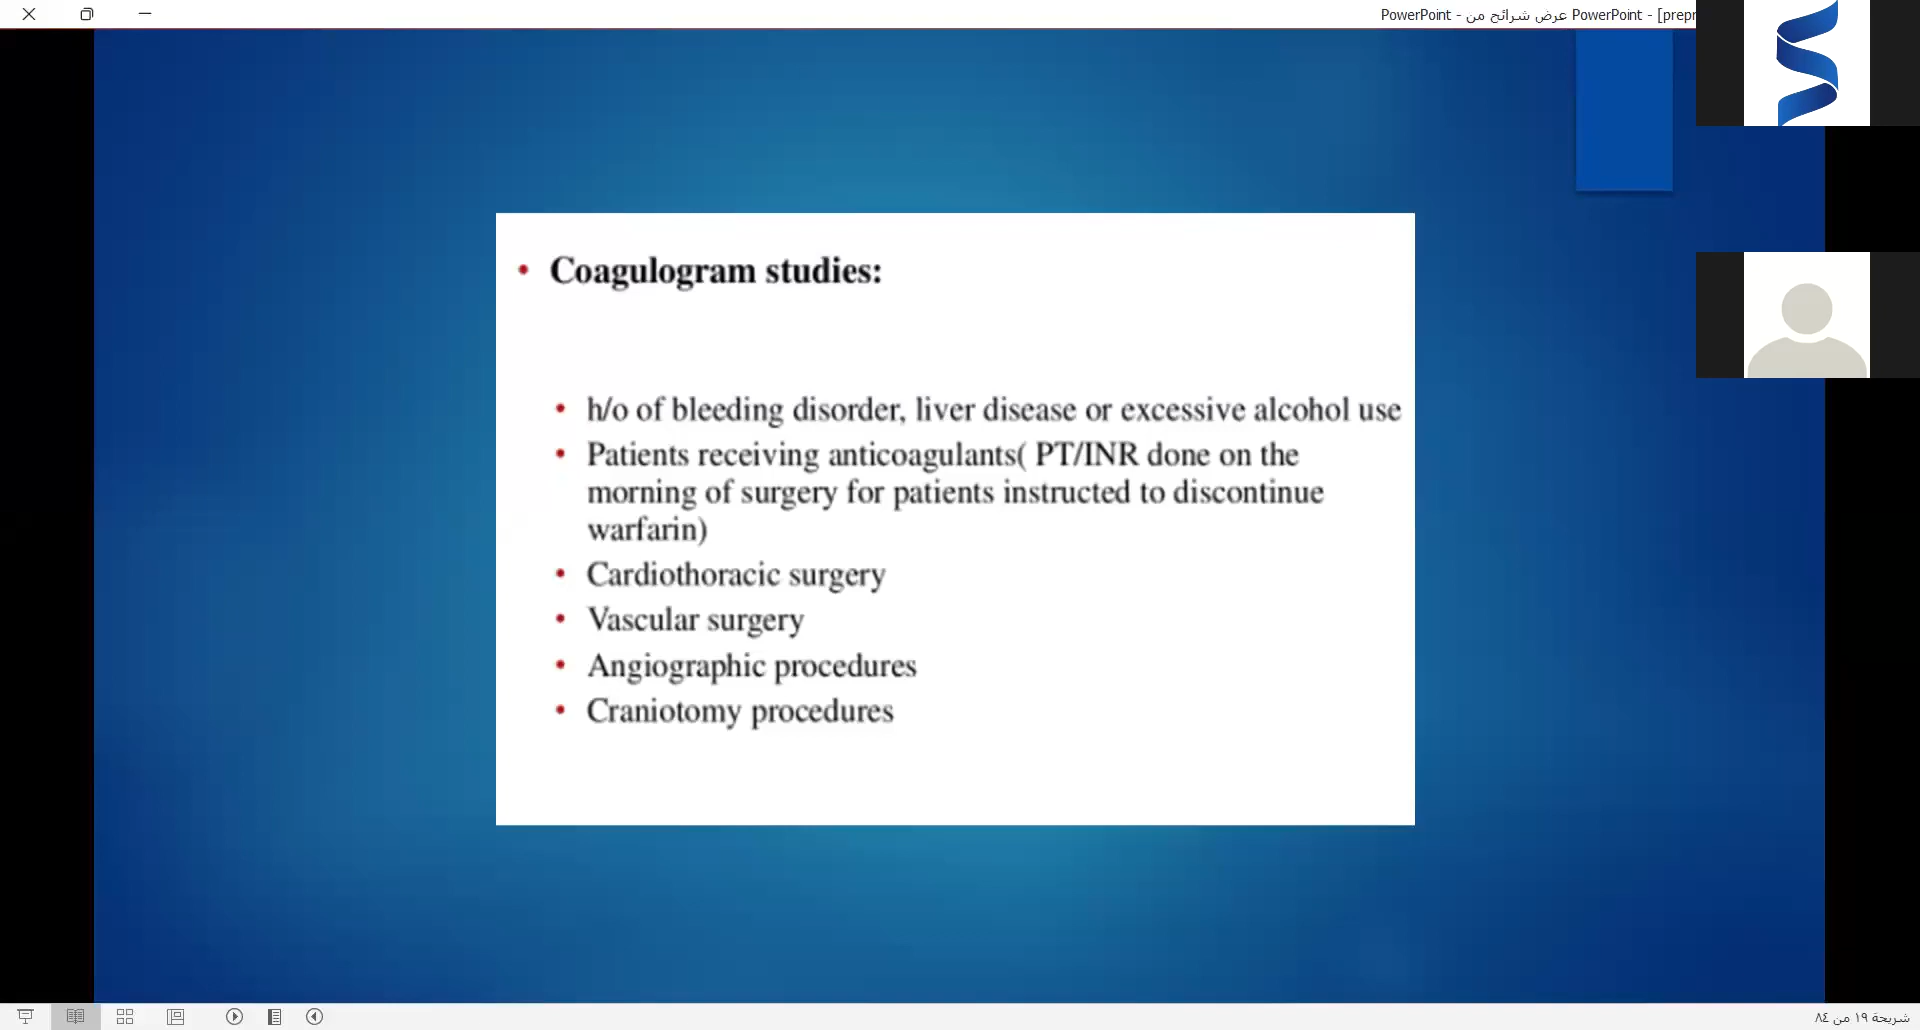 PowerPoint - عرض شرائح من PowerPoint - [prepr
• Coagulogram studies:
• h/o of bleeding disorder, liver disease or excessive alcohol use
• Patients receiving anticoagulants( PT/INR done on the
morning of surgery for patients instructed to discontinue
warfarin)
• Cardiothoracic surgery
• Vascular surgery
• Angiographic procedures
• Craniotomy procedures
شريحة ١٩ من ٨٤